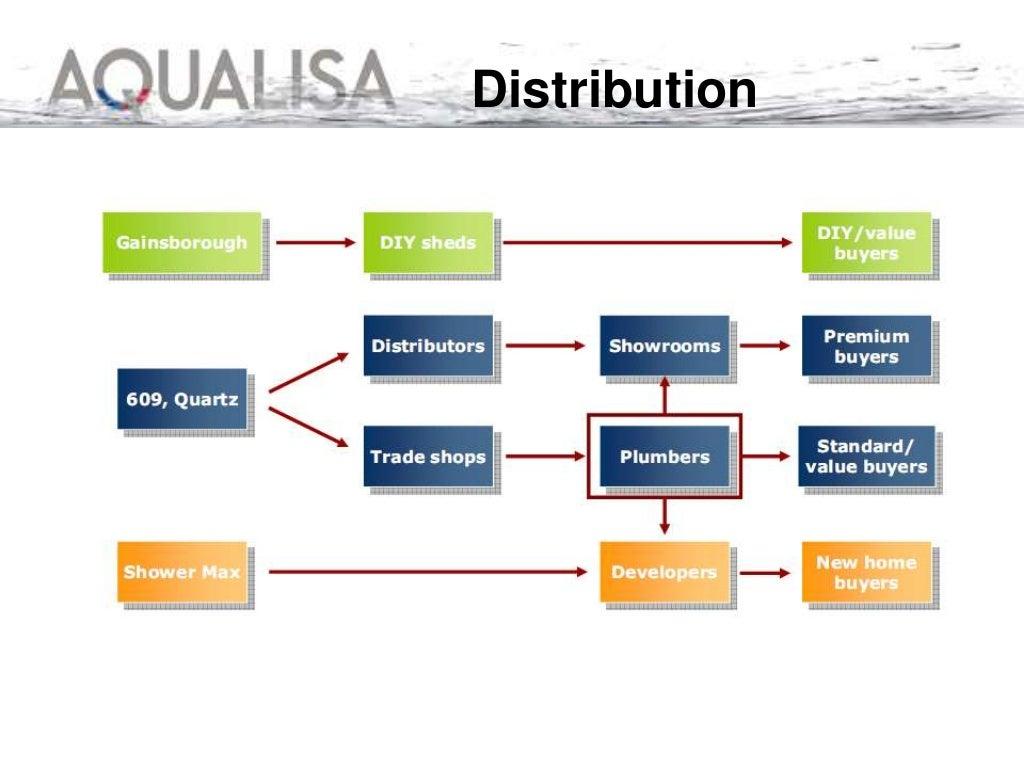 AQUALISA
Distribution
Gainsborough
DIY sheds
DIY/value
buyers
Distributors
Showrooms
Premium
buyers
609, Quartz
Trade shops
Plumbers
Standard/
value buyers
Shower Max
Developers
New home
buyers